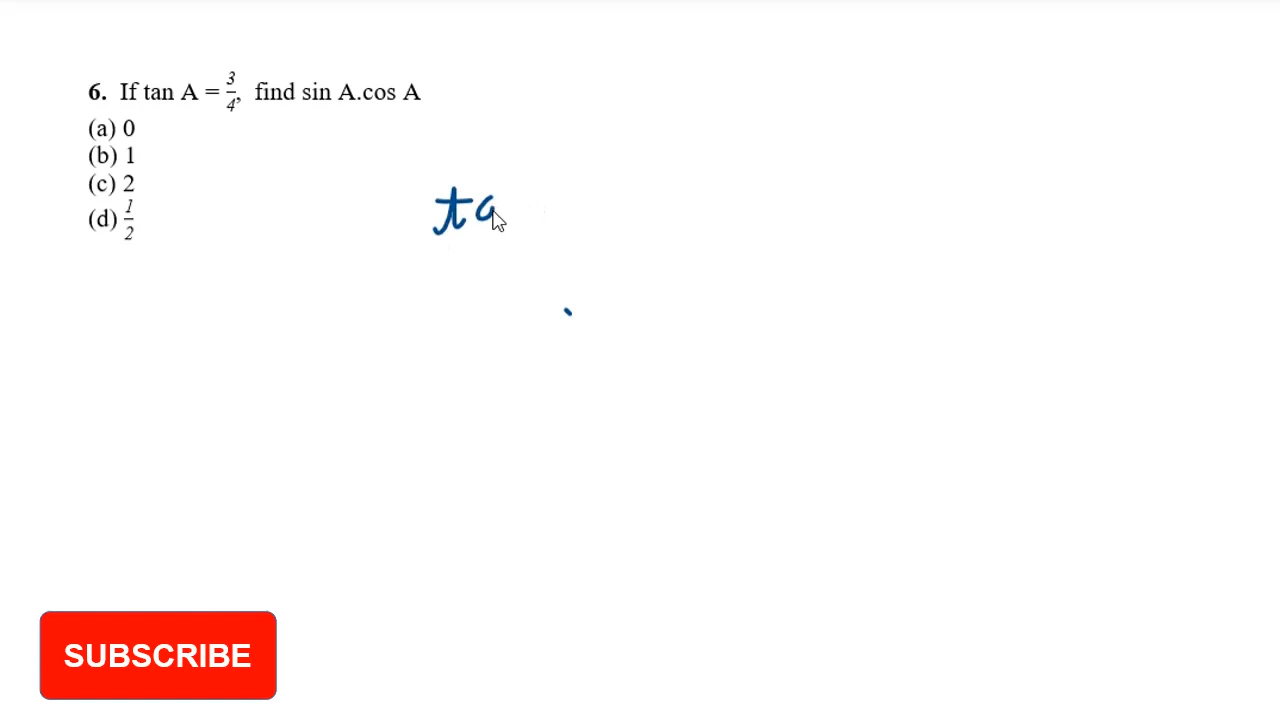 6. If tan A = 3/4, find sin A.cos A
(a) 0
(b) 1
(c) 2
(d) 1/2
ta
SUBSCRIBE